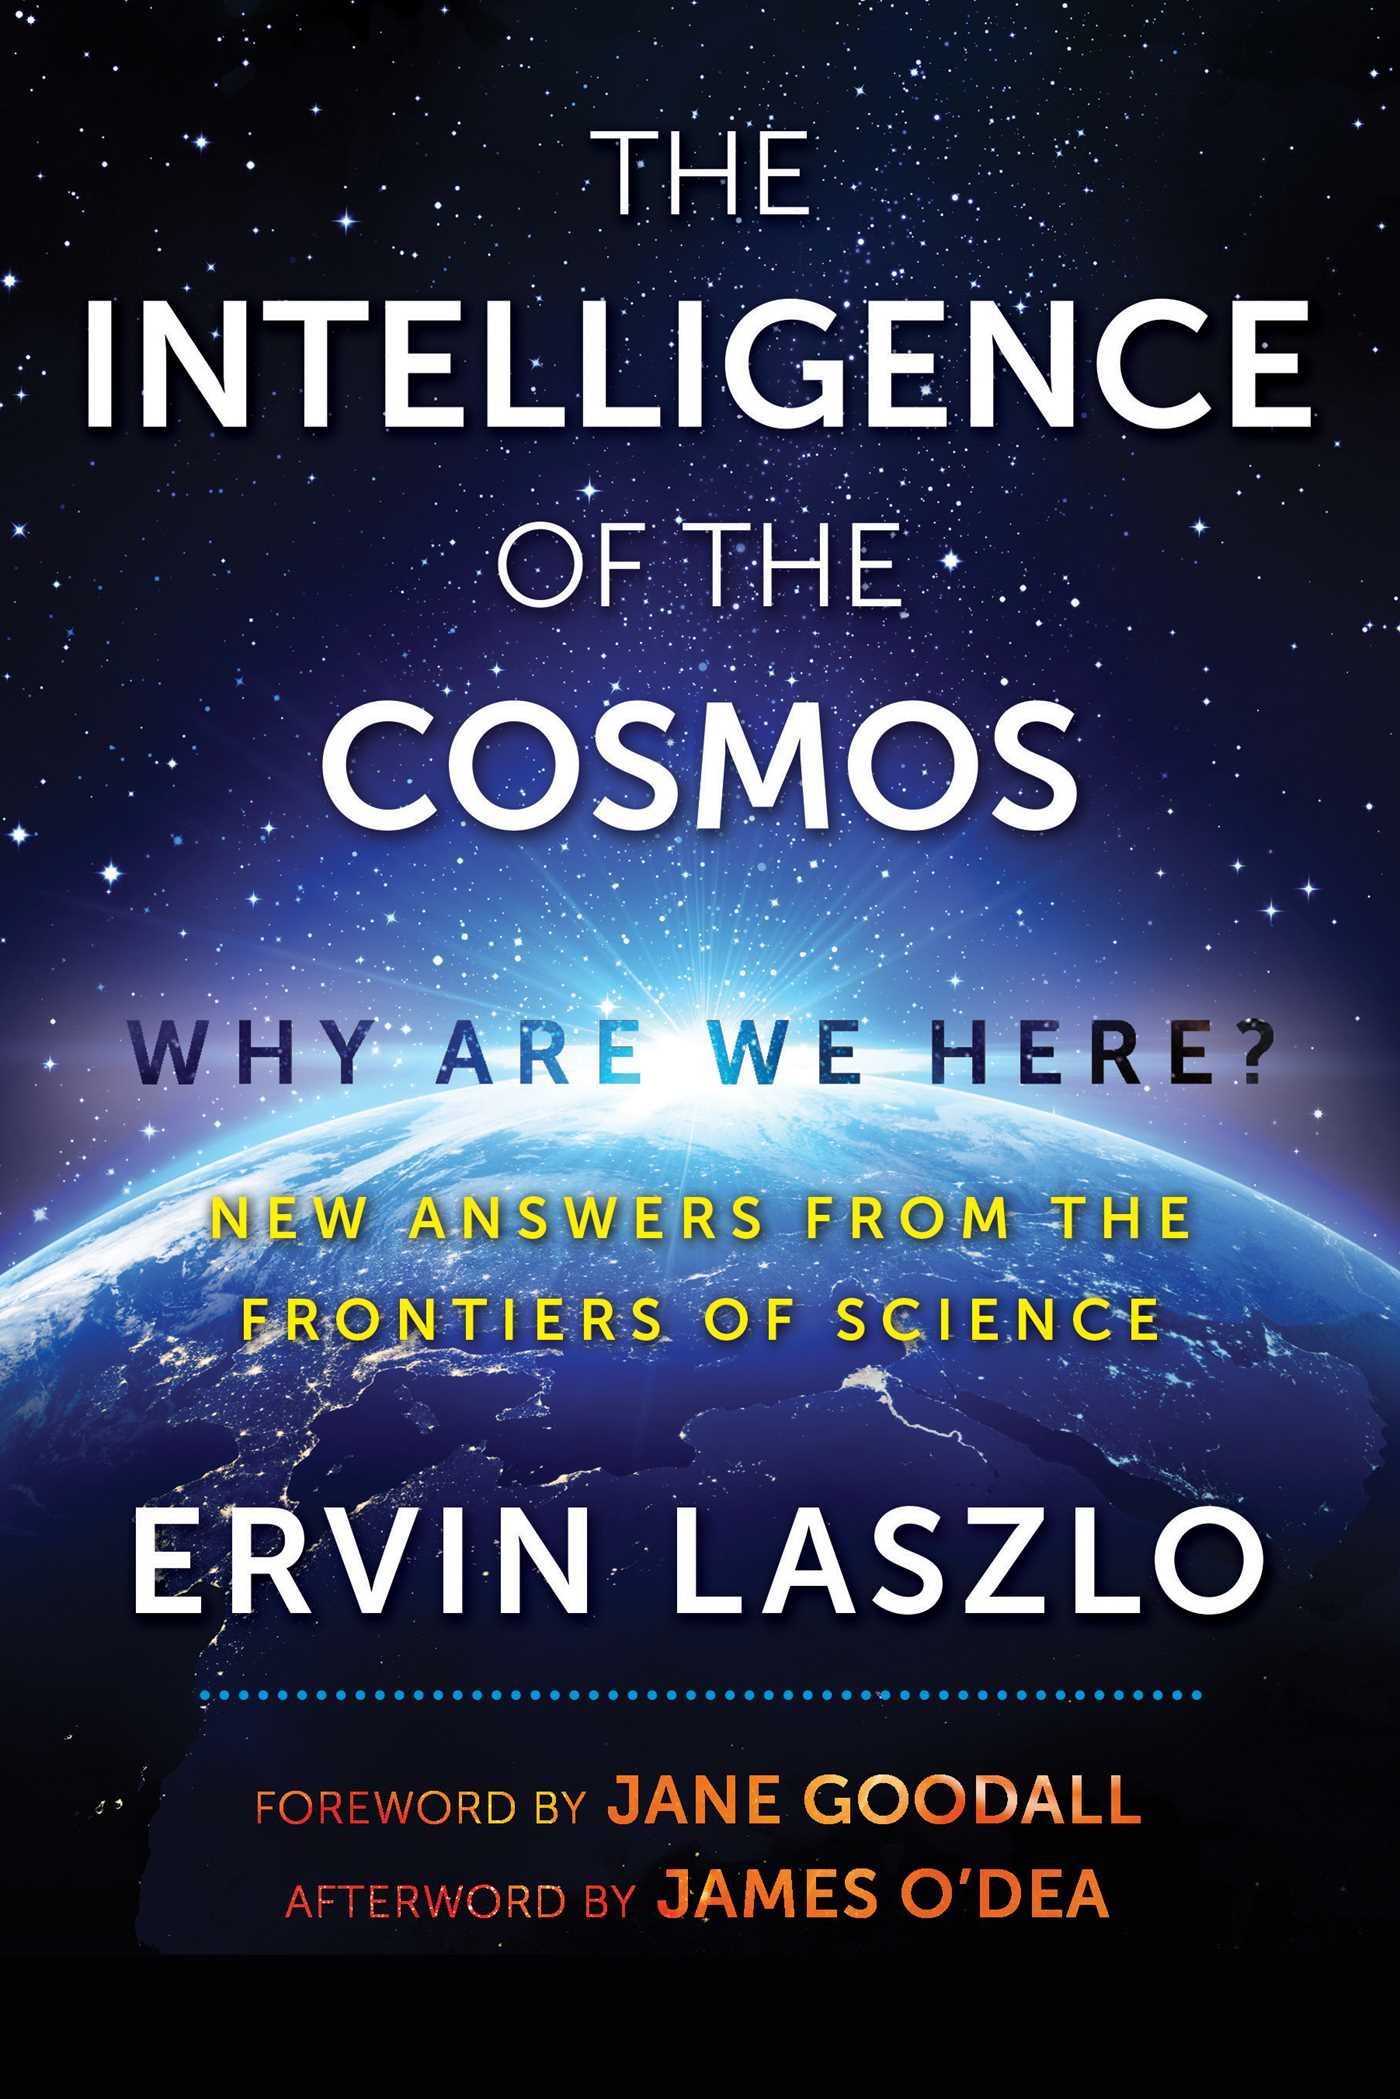 THE
INTELLIGENCE
OF THE
COSMOS
WHY ARE WE HERE?
NEW ANSWERS FROM THE
FRONTIERS OF SCIENCE
ERVIN LASZLO
FOREWORD BY JANE GOODALL
AFTERWORD BY JAMES O'DEA